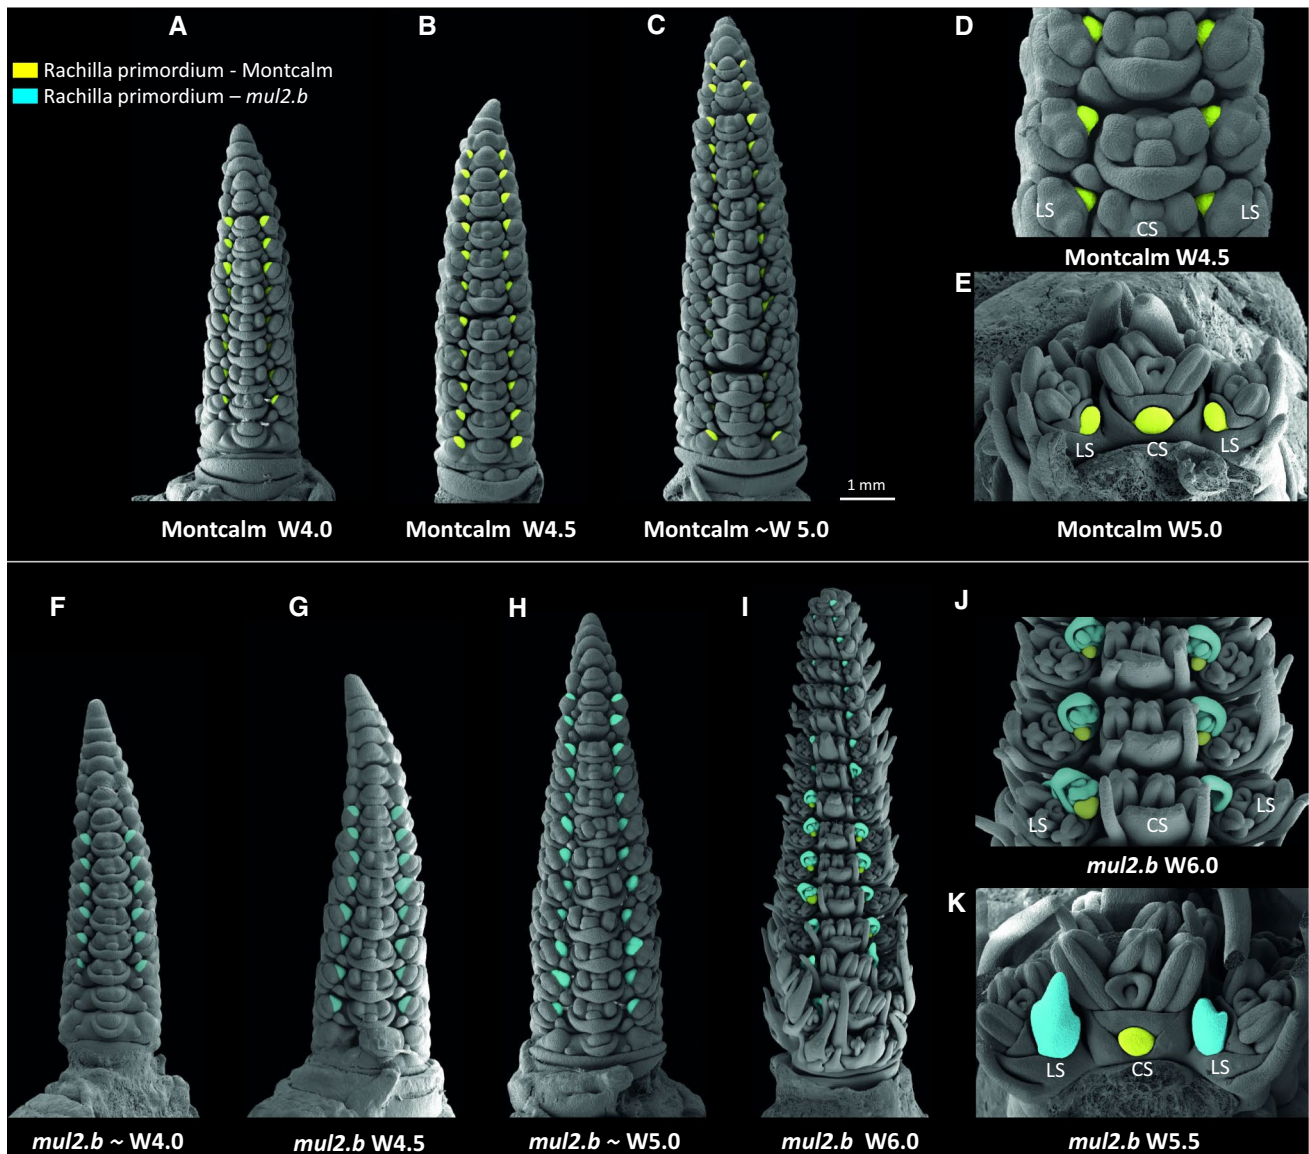 A
B
C
D
Rachilla primordium - Montcalm
Rachilla primordium – mul2.b
LS
CS
LS
Montcalm W4.5
E
LS
CS
LS
1 mm
Montcalm W4.0
Montcalm W4.5
Montcalm ~W 5.0
Montcalm W5.0
F
G
H
I
J
LS
CS
LS
mul2.b W6.0
K
LS
CS
LS
mul2.b ~ W4.0
mul2.b W4.5
mul2.b ~ W5.0
mul2.b W6.0
mul2.b W5.5